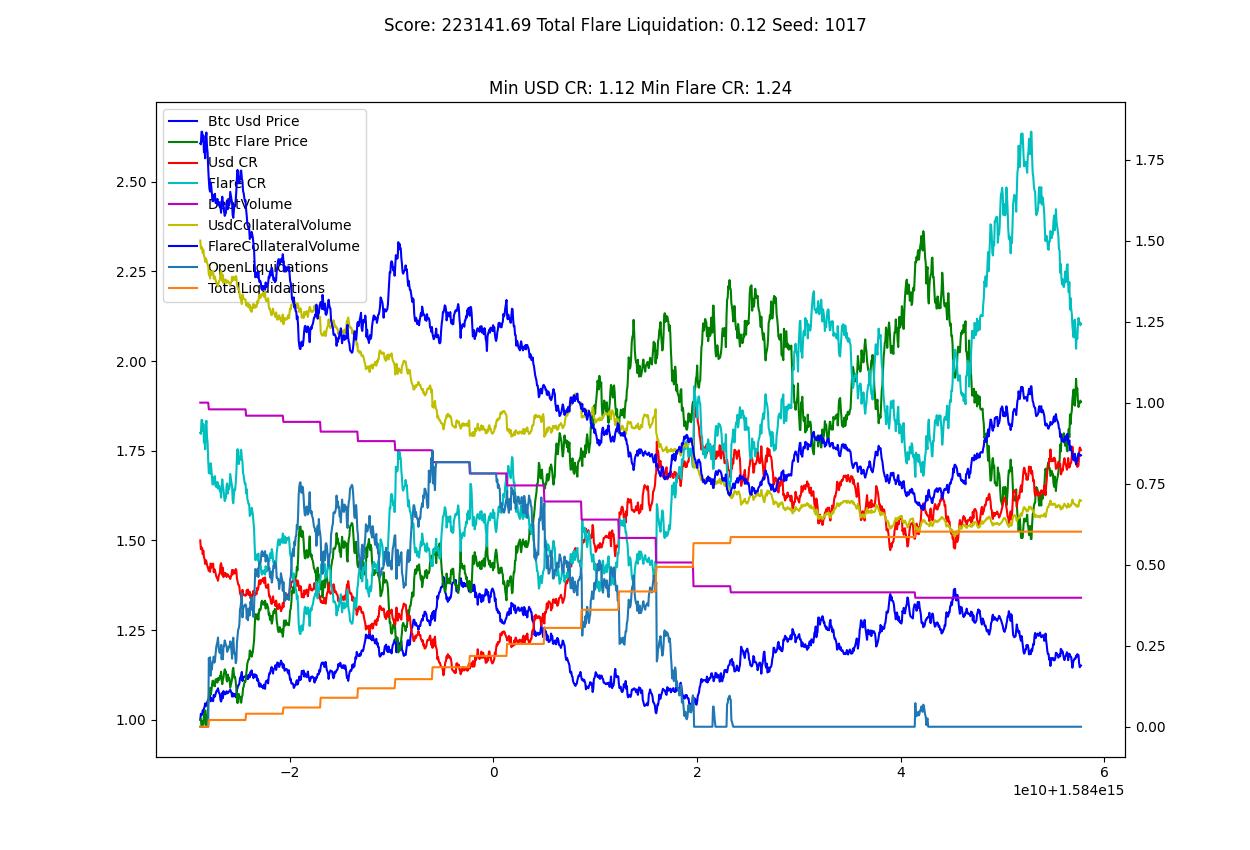 Score: 223141.69 Total Flare Liquidation: 0.12 Seed: 1017
Min USD CR: 1.12 Min Flare CR: 1.24
Btc Usd Price
Btc Flare Price
Usd CR
Flare CR
DebtVolume
UsdCollateralVolume
FlareCollateralVolume
OpenLiquidations
TotalLiquidations
2.50
2.25
2.00
1.75
1.50
1.25
1.00
1.75
1.50
1.25
1.00
0.75
0.50
0.25
0.00
−2
0
2
4
6
1e10+1.584e15